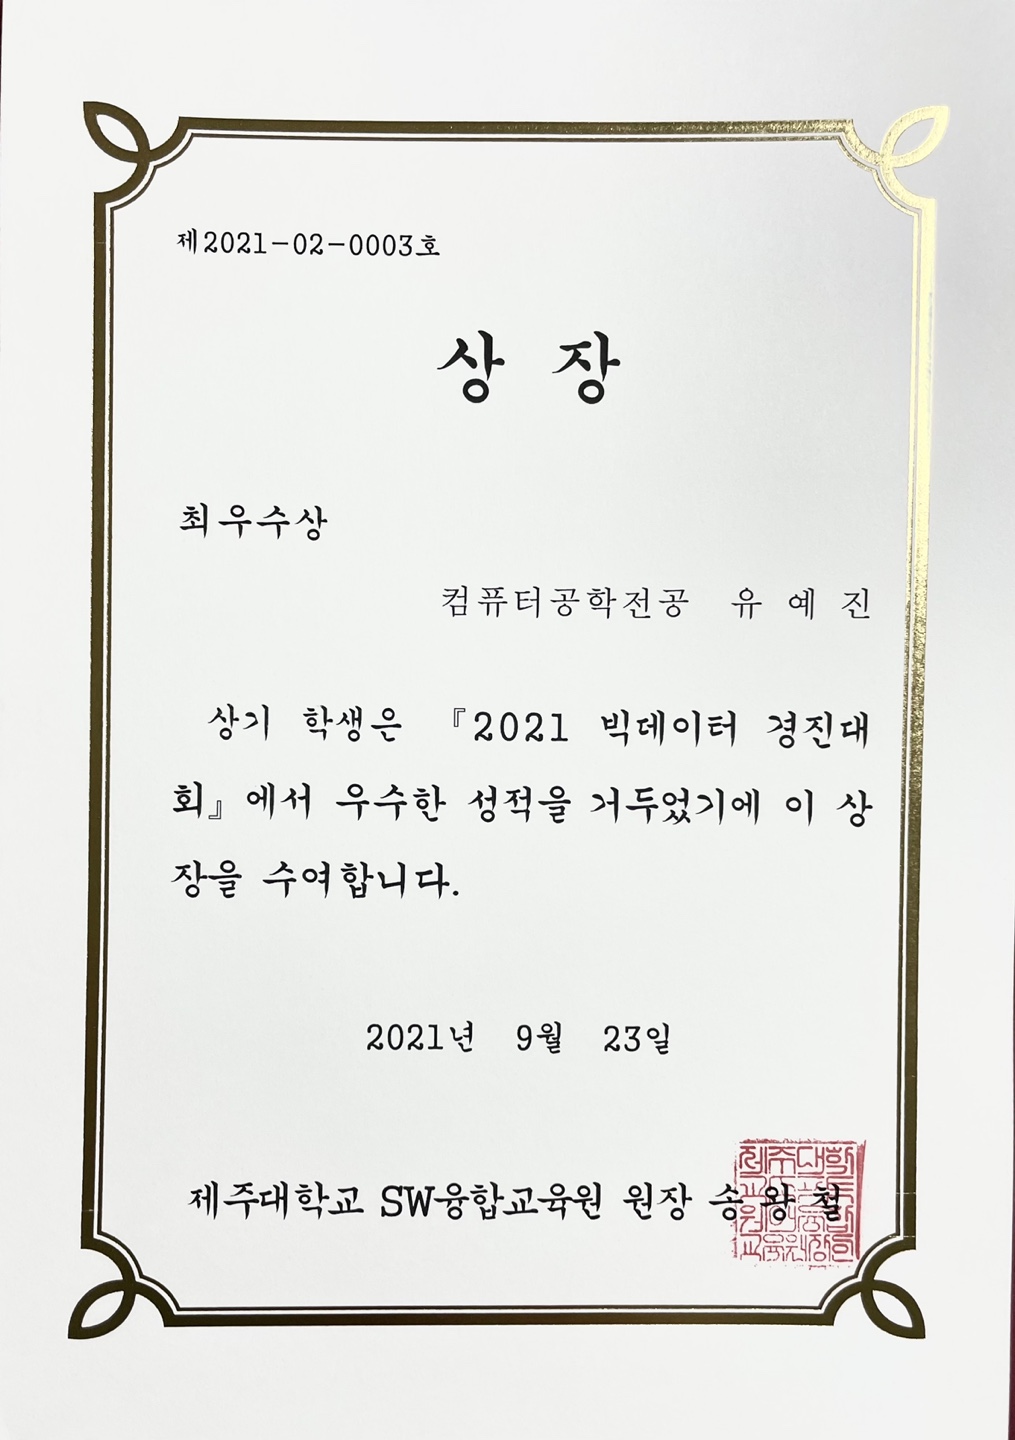 제2021-02-0003호
상 장
최우수상
컴퓨터공학전공 유 예 진
상기 학생은 『2021 빅데이터 경진대
회』에서 우수한 성적을 거두었기에 이 상
장을 수여합니다.
2021년 9월 23일
제주대학교 SW융합교육원 원장 송 왕 철